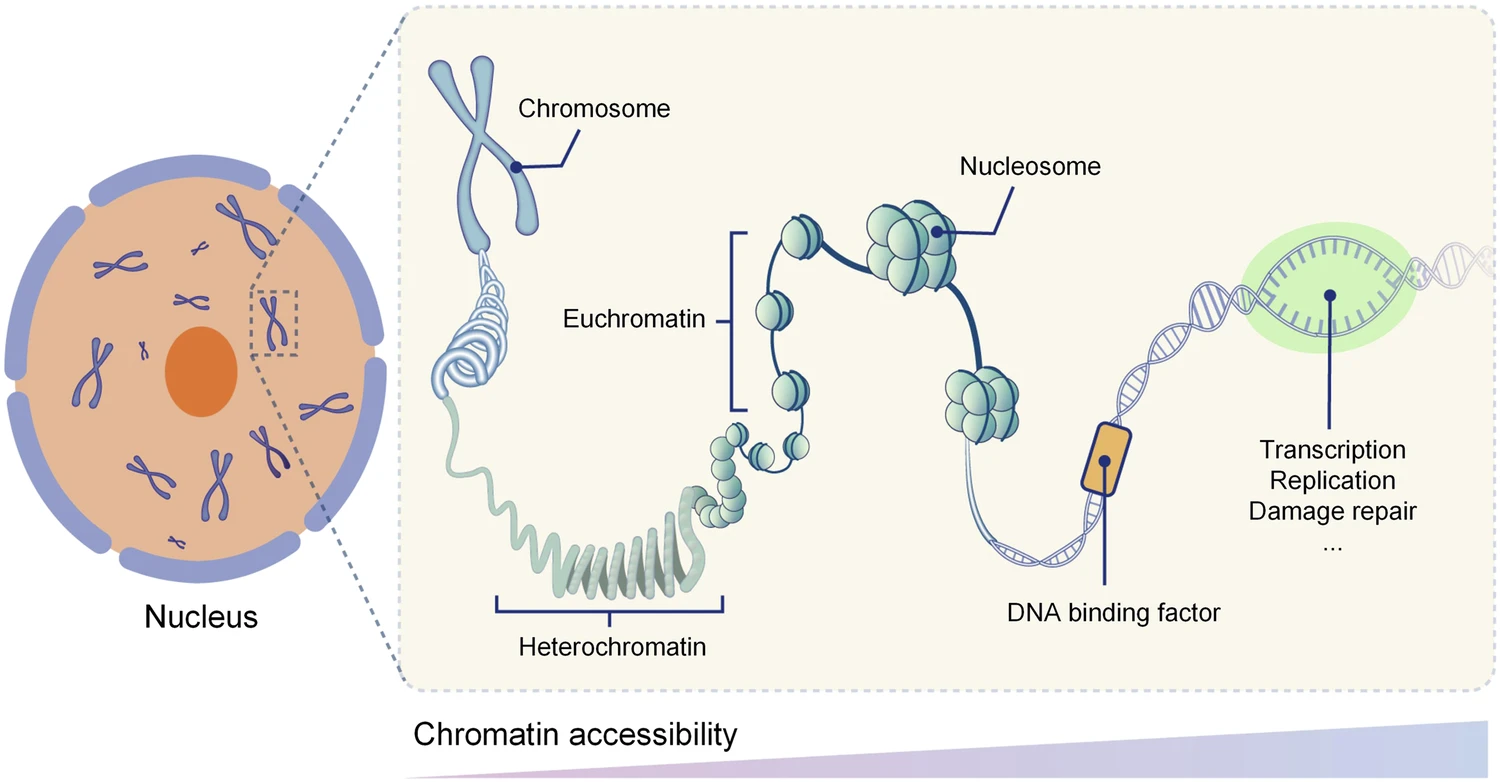 Chromosome
Nucleosome
Euchromatin
Transcription
Replication
Damage repair
...
Nucleus
DNA binding factor
Heterochromatin
Chromatin accessibility